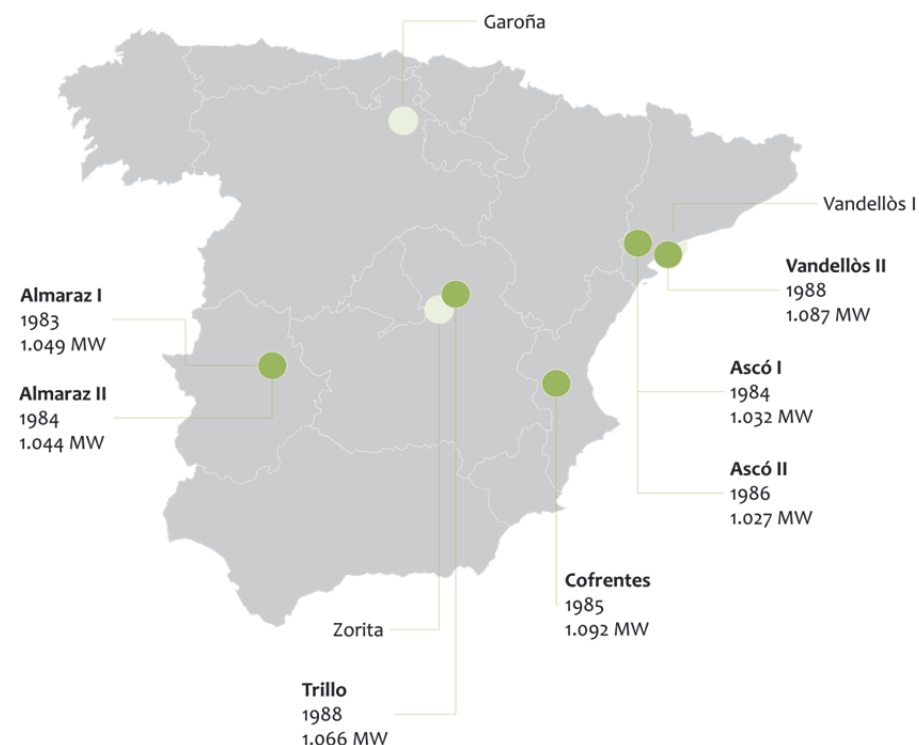 Garoña
Vandellòs I
Vandellòs II
1988
1.087 MW
Almaraz I
1983
1.049 MW
Almaraz II
1984
1.044 MW
Ascó I
1984
1.032 MW
Ascó II
1986
1.027 MW
Cofrentes
1985
1.092 MW
Zorita
Trillo
1988
1.066 MW